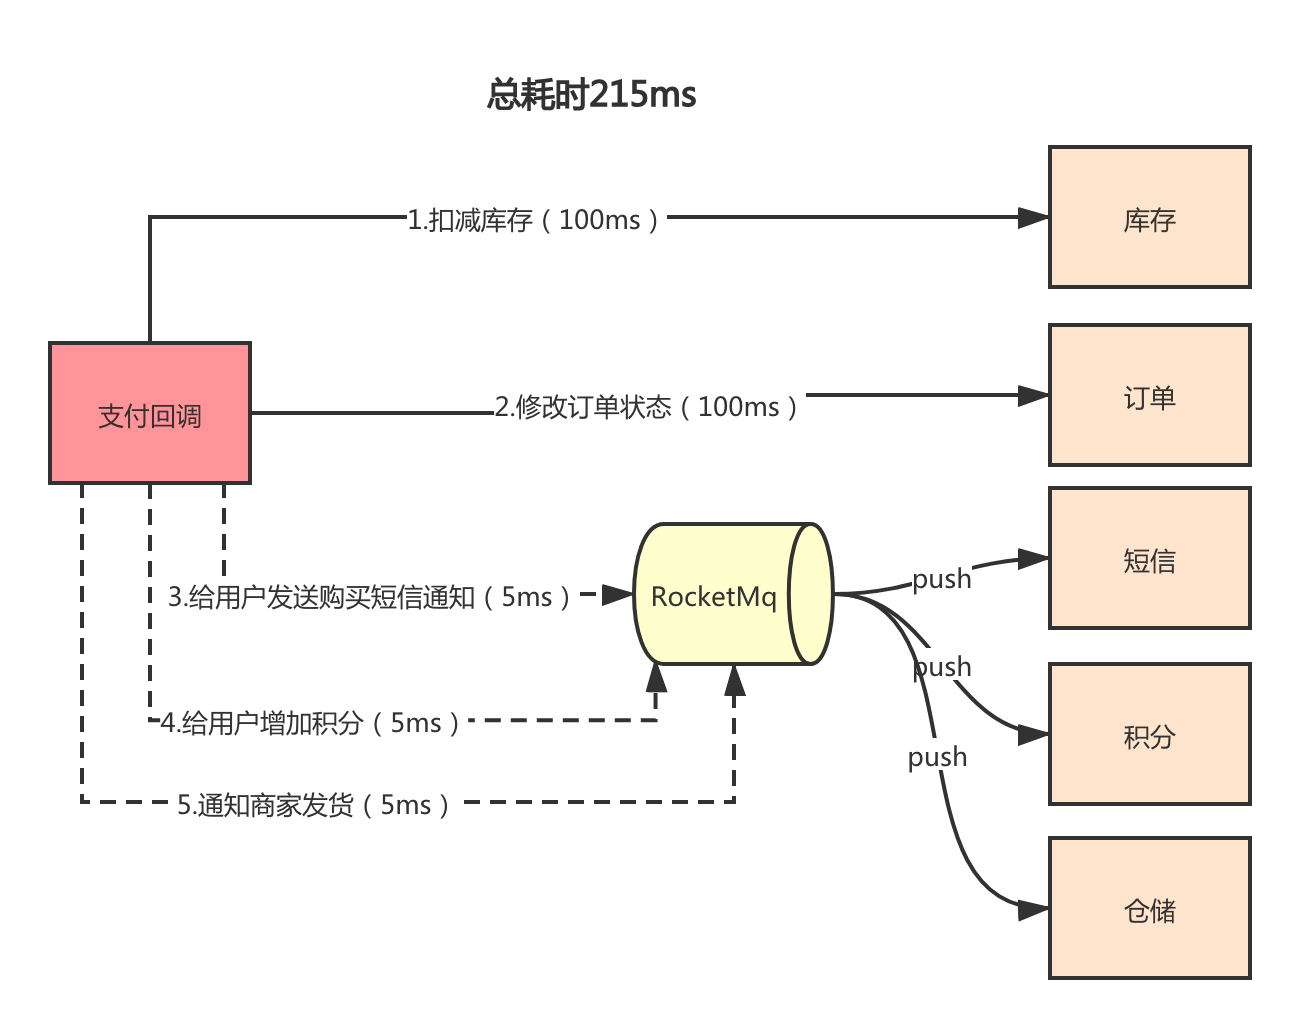 总耗时215ms
1.扣减库存（100ms）
库存
支付回调
2.修改订单状态（100ms）
订单
3.给用户发送购买短信通知（5ms）
RocketMq
push
短信
push
4.给用户增加积分（5ms）
积分
push
5.通知商家发货（5ms）
仓储